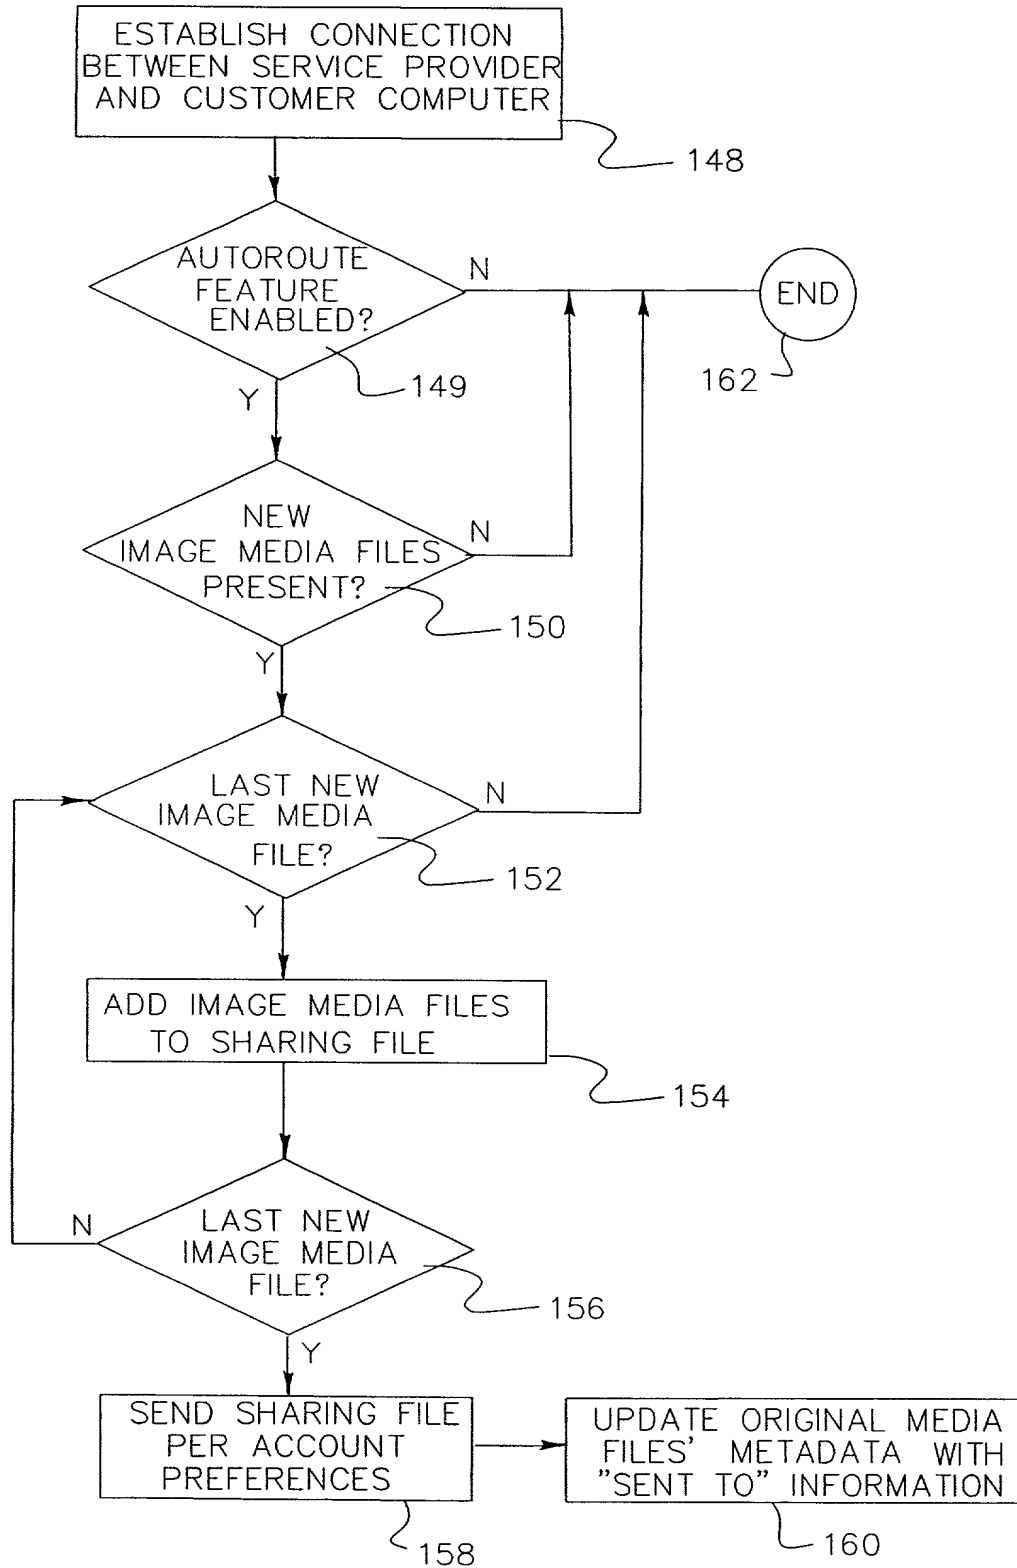 ESTABLISH CONNECTION
BETWEEN SERVICE PROVIDER
AND CUSTOMER COMPUTER
148
AUTOROUTE
FEATURE
ENABLED?
N
END
149
162
Y
NEW
IMAGE MEDIA FILES
PRESENT?
N
150
Y
LAST NEW
IMAGE MEDIA
FILE?
N
152
Y
ADD IMAGE MEDIA FILES
TO SHARING FILE
154
N
LAST NEW
IMAGE MEDIA
FILE?
156
Y
SEND SHARING FILE
PER ACCOUNT
PREFERENCES
158
UPDATE ORIGINAL MEDIA
FILES' METADATA WITH
"SENT TO" INFORMATION
160